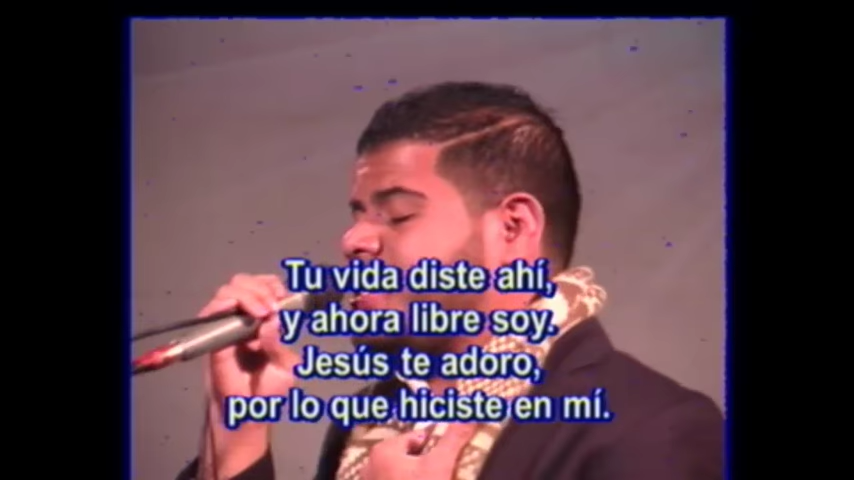 Tu vida diste ahí,
y ahora libre soy.
Jesús te adoro,
por lo que hiciste en mí.